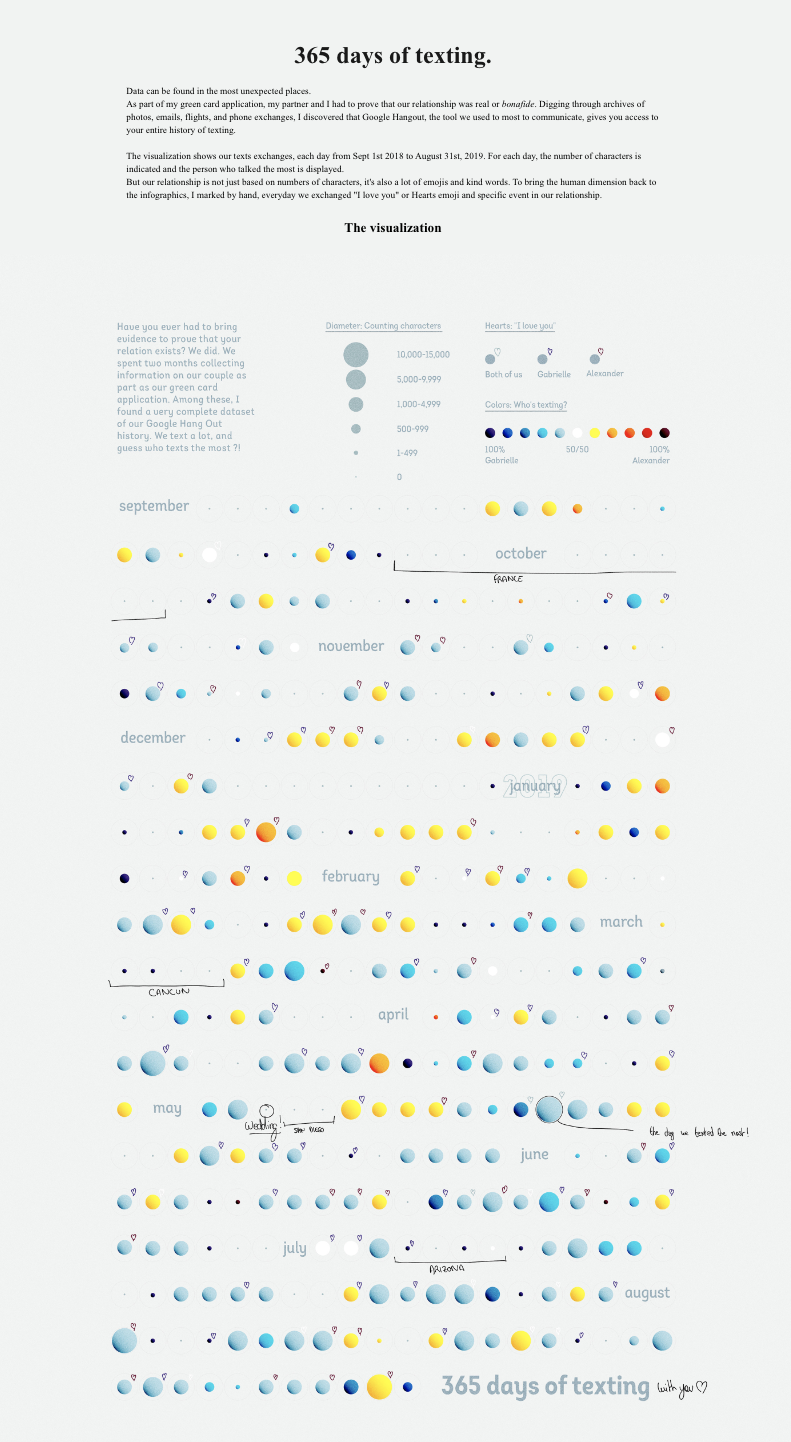 365 days of texting.
Data can be found in the most unexpected places.
As part of my green card application, my partner and I had to prove that our relationship was real or bonafide. Digging through archives of
photos, emails, flights, and phone exchanges, I discovered that Google Hangout, the tool we used to most to communicate, gives you access to
your entire history of texting.
The visualization shows our texts exchanges, each day from Sept 1st 2018 to August 31st, 2019. For each day, the number of characters is
indicated and the person who talked the most is displayed.
But our relationship is not just based on numbers of characters, it's also a lot of emojis and kind words. To bring the human dimension back to
the infographics, I marked by hand, everyday we exchanged "I love you" or Hearts emoji and specific event in our relationship.
The visualization
Have you ever had to bring
evidence to prove that your
relation exists? We did. We
spent two months collecting
information on our couple as
part as our green card
application. Among these, I
found a very complete dataset
of our Google Hang Out
history. We text a lot, and
guess who texts the most ?!
Diameter: Counting characters
10,000-15,000
5,000-9,999
1,000-4,999
500-999
1-499
0
Hearts: "I love you"
Both of us
Gabrielle
Alexander
Colors: Who's texting?
100%
Gabrielle
50/50
100%
Alexander
september
october
FRANCE
november
december
2019
january
february
march
CANCUN
april
may
Wedding!
SAN DIEGO
the day we texted the most!
june
july
ARIZONA
august
365 days of texting
with you